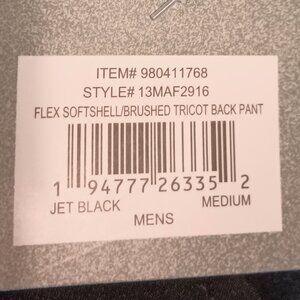 ITEM# 980411768
STYLE# 13MAF2916
FLEX SOFTSHELL/BRUSHED TRICOT BACK PANT
1 94777 26335 2
JET BLACK MEDIUM
MENS